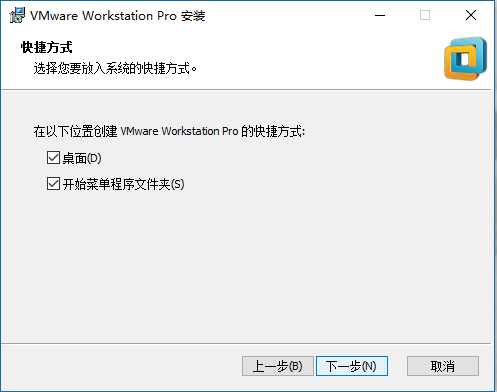 VMware Workstation Pro 安装
快捷方式
选择您要放入系统的快捷方式。
在以下位置创建 VMware Workstation Pro 的快捷方式:
桌面(D)
开始菜单程序文件夹(S)
上一步(B) 下一步(N) 取消